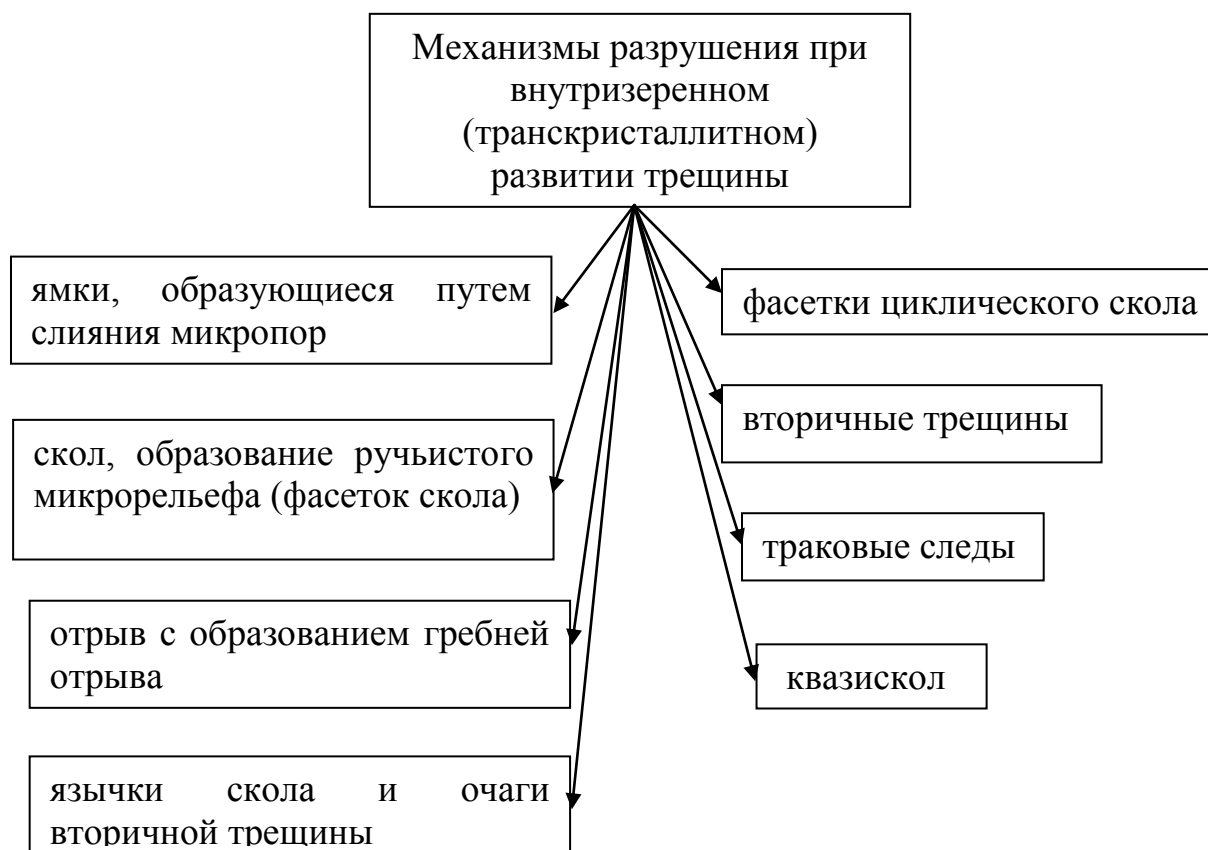 Механизмы разрушения при
внутризеренном
(транскристаллитном)
развитии трещины
ямки, образующиеся путем
слияния микропор
скол, образование ручьистого
микрорельефа (фасеток скола)
отрыв с образованием гребней
отрыва
язычки скола и очаги
вторичной трещины
фасетки циклического скола
вторичные трещины
траковые следы
квазискол